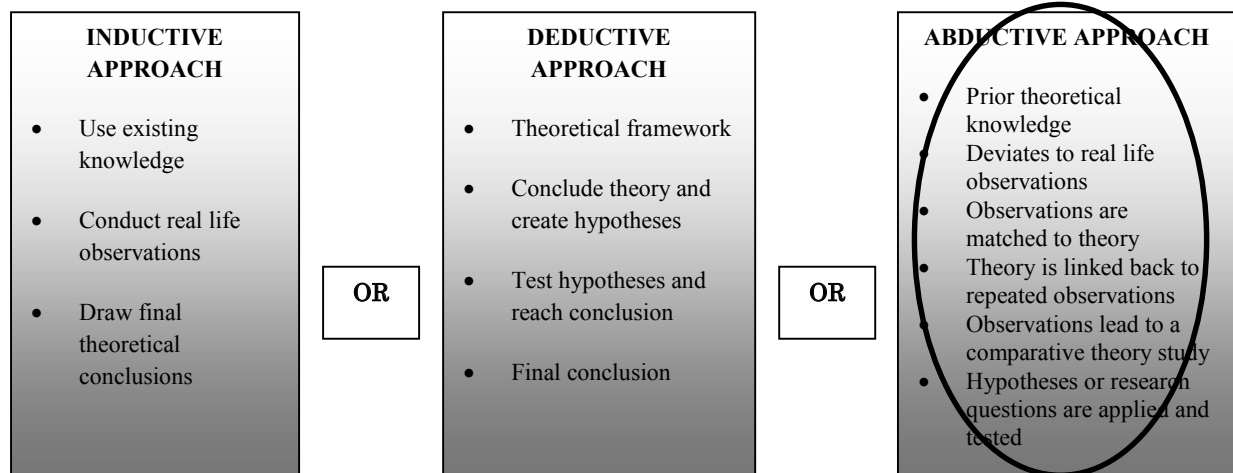 INDUCTIVE
APPROACH
• Use existing
knowledge
• Conduct real life
observations
• Draw final
theoretical
conclusions
OR
DEDUCTIVE
APPROACH
• Theoretical framework
• Conclude theory and
create hypotheses
• Test hypotheses and
reach conclusion
• Final conclusion
OR
ABDUCTIVE APPROACH
• Prior theoretical
knowledge
• Deviates to real life
observations
• Observations are
matched to theory
• Theory is linked back to
repeated observations
• Observations lead to a
comparative theory study
• Hypotheses or research
questions are applied and
tested